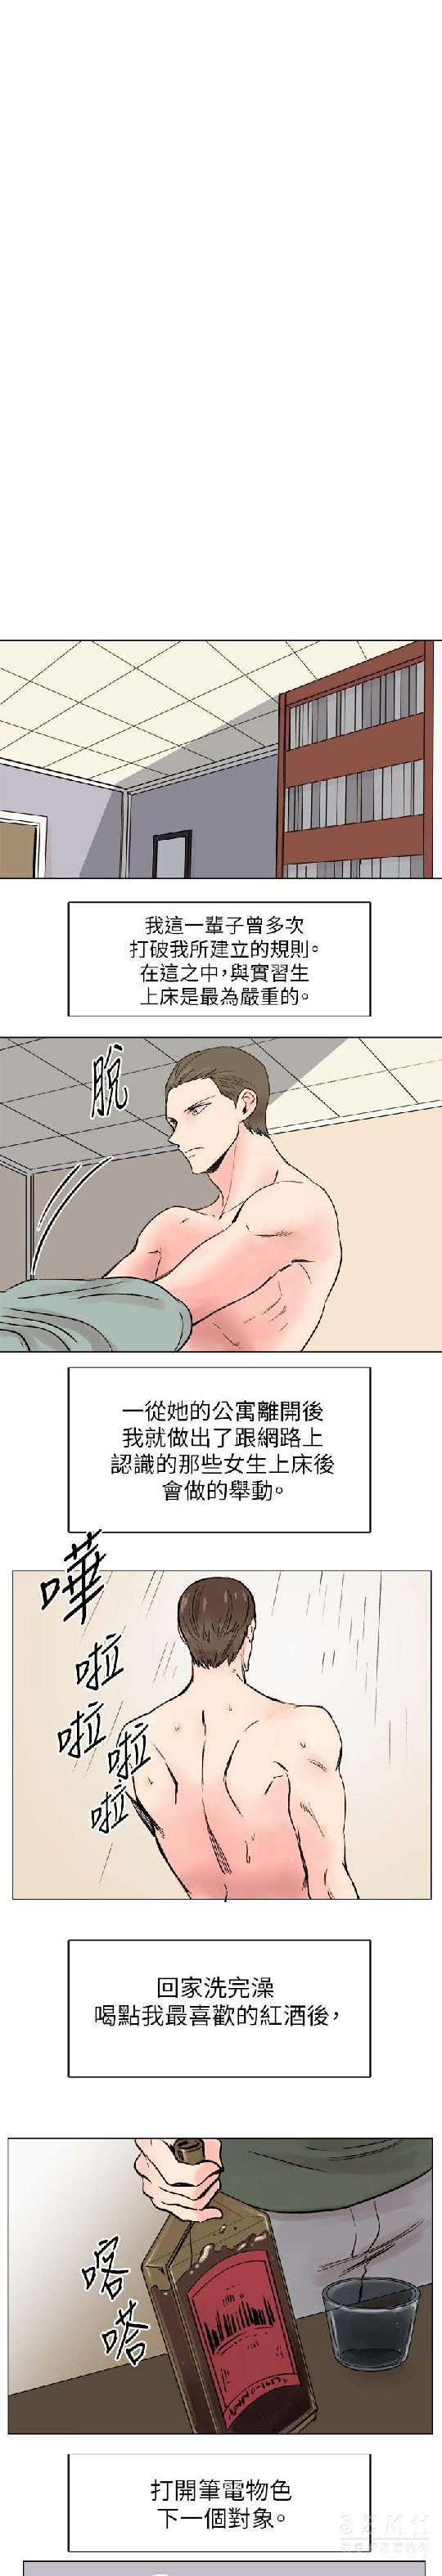 我這一輩子曾多次
打破我所建立的規則。
在這之中，與實習生
上床是最為嚴重的。
脫
一從她的公寓離開後
我就做出了跟網路上
認識的那些女生上床後
會做的舉動。
嘩
啦
啦
啦
啦
回家洗完澡
喝點我最喜歡的紅酒後，
喀
嗒
打開筆電物色
下一個對象。